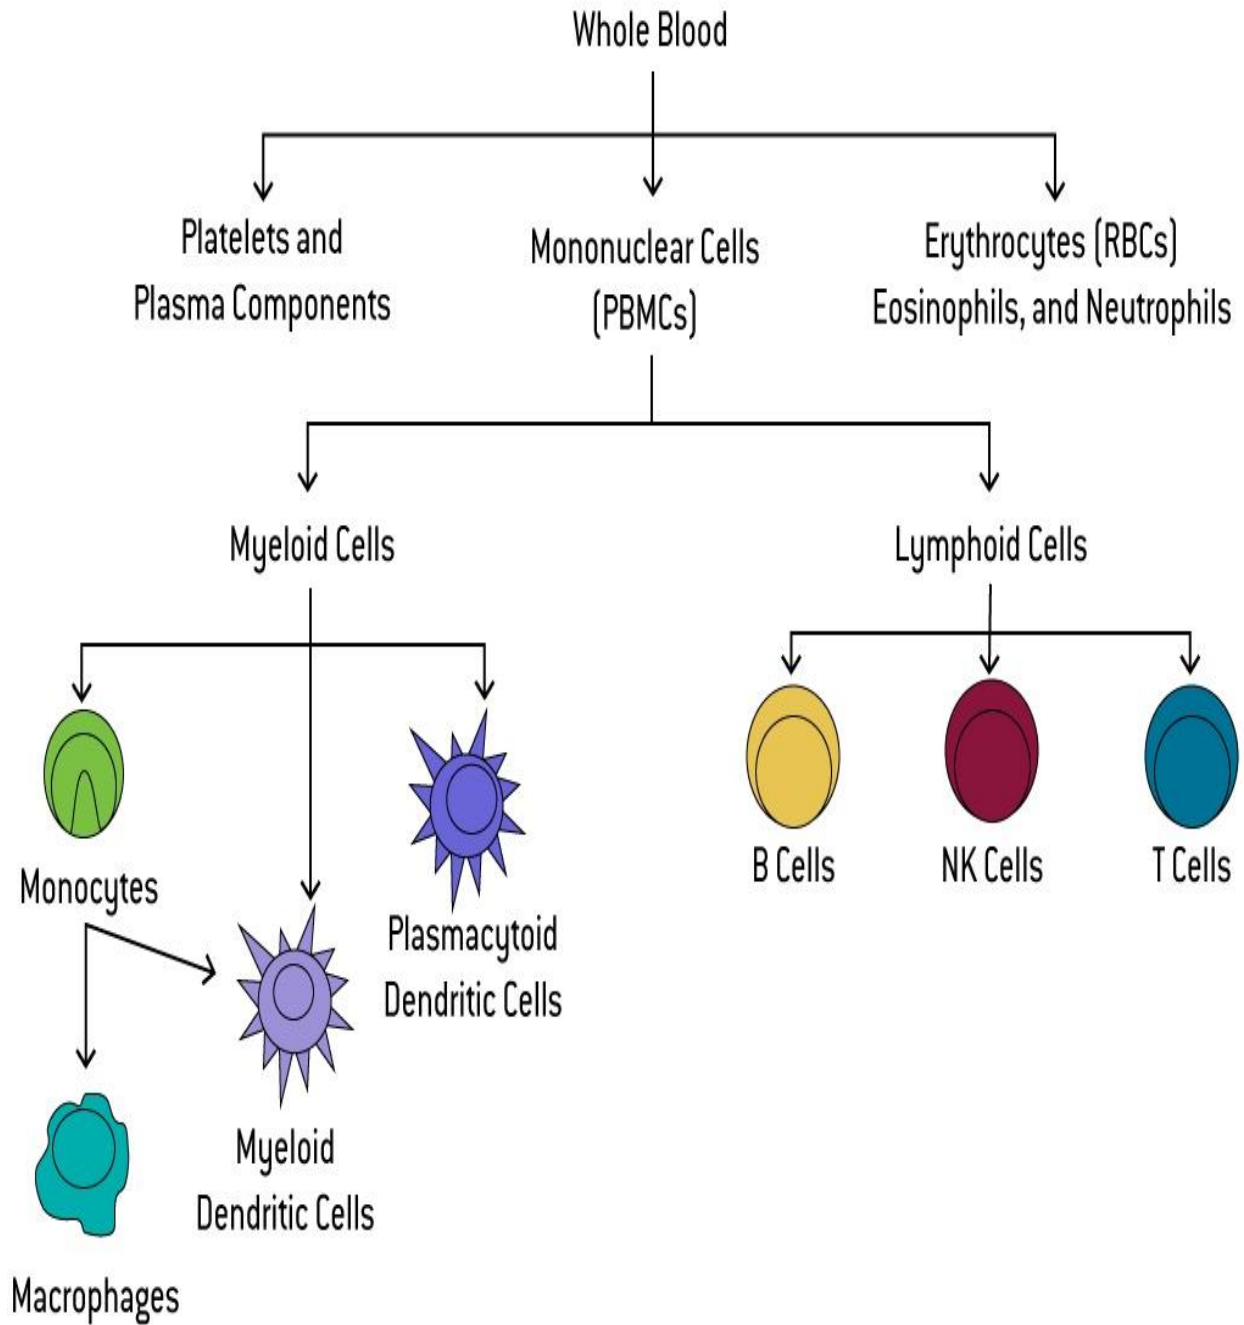 Whole Blood
Platelets and
Plasma Components
Mononuclear Cells
(PBMCs)
Erythrocytes (RBCs)
Eosinophils, and Neutrophils
Myeloid Cells
Lymphoid Cells
Monocytes
Plasmacytoid
Dendritic Cells
B Cells
NK Cells
T Cells
Myeloid
Dendritic Cells
Macrophages